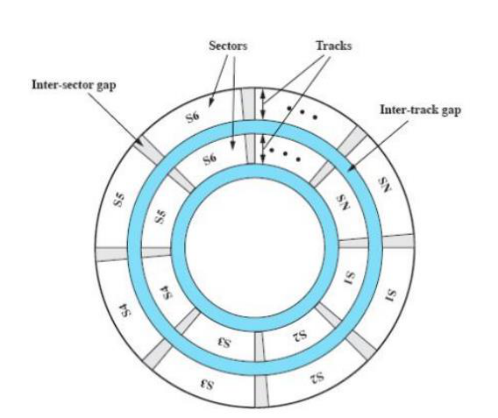 Sectors
Tracks
Inter-sector gap
Inter-track gap
S6
• • •
SN
S6
• • •
SN
S5
S5
S1
S1
S4
S4
S3
S2
S3
S2